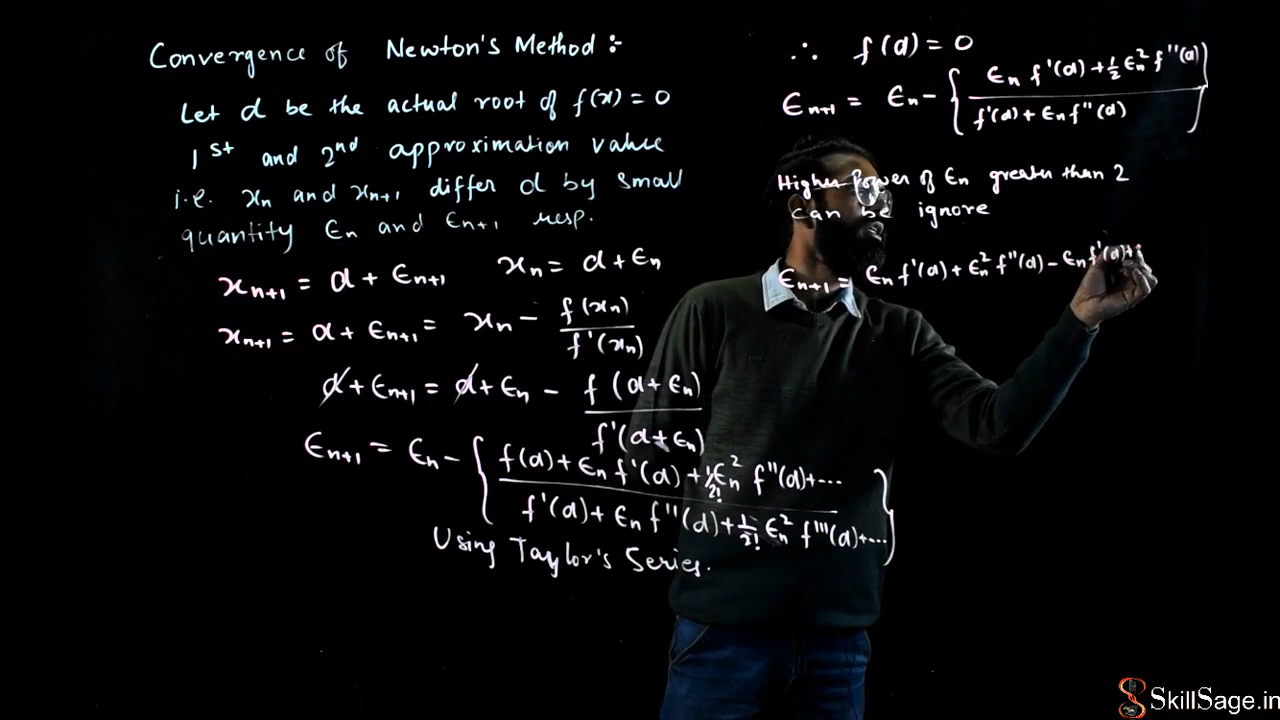 Convergence of Newton's Method :-
Let α be the actual root of f(x) = 0
1st and 2nd approximation value
i.e. xₙ and xₙ₊₁ differ α by small
quantity ϵₙ and ϵₙ₊₁ resp.
xₙ₊₁ = α + ϵₙ₊₁ xₙ = α + ϵₙ
xₙ₊₁ = α + ϵₙ₊₁ = xₙ - f(xₙ) / f'(xₙ)
α + ϵₙ₊₁ = α + ϵₙ - f(α + ϵₙ) / f'(α + ϵₙ)
ϵₙ₊₁ = ϵₙ - { f(α) + ϵₙ f'(α) + 1/2! ϵₙ² f''(α) + ... / f'(α) + ϵₙ f''(α) + 1/2! ϵₙ² f'''(α) + ... }
Using Taylor's Series.
∴ f(α) = 0
ϵₙ₊₁ = ϵₙ - { ϵₙ f'(α) + 1/2 ϵₙ² f''(α) / f'(α) + ϵₙ f''(α) }
Higher Power of ϵₙ greater than 2
can be ignore
ϵₙ₊₁ = ϵₙ f'(α) + ϵₙ² f''(α) - ϵₙ f'(α) +
SkillSage.in